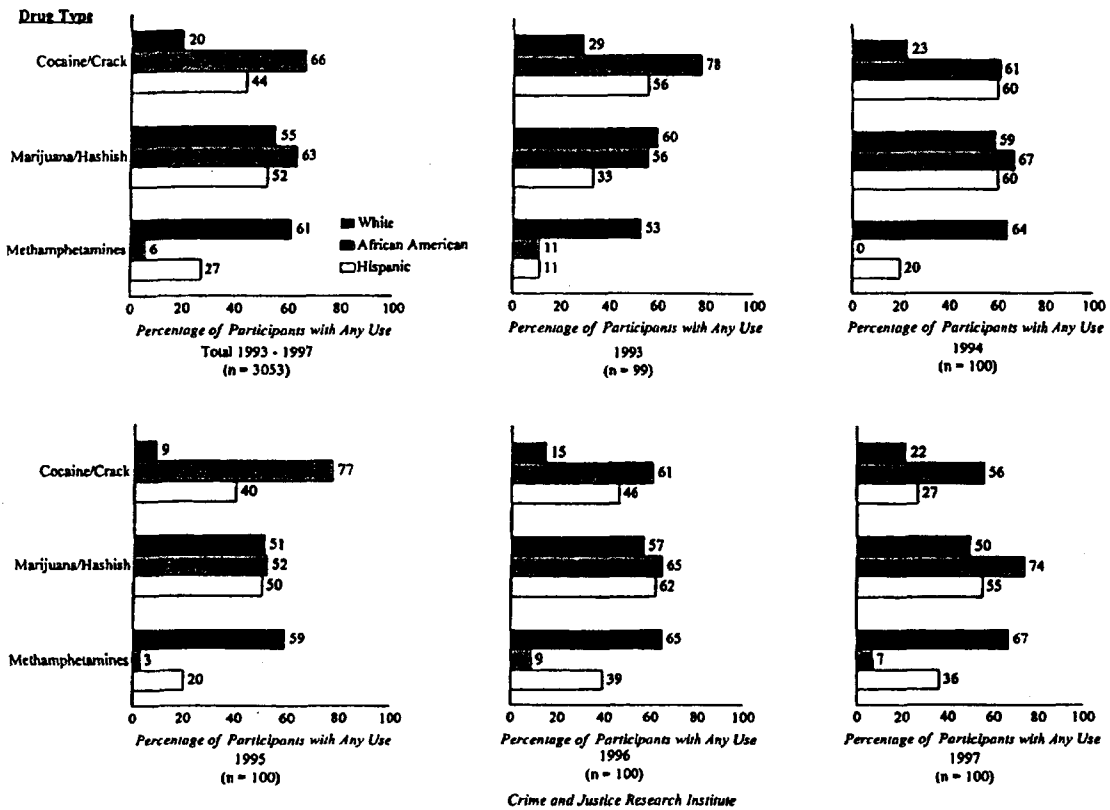 Drug Type
Cocaine/Crack
20
66
44
Marijuana/Hashish
55
63
52
Methamphetamines
61
6
27
White
African American
Hispanic
0 20 40 60 80 100
Percentage of Participants with Any Use
Total 1993 - 1997
(n = 3053)
29
78
56
60
56
33
53
11
11
0 20 40 60 80 100
Percentage of Participants with Any Use
1993
(n = 99)
23
61
60
59
67
60
64
0
20
0 20 40 60 80 100
Percentage of Participants with Any Use
1994
(n = 100)
Cocaine/Crack
9
77
40
Marijuana/Hashish
51
52
50
Methamphetamines
59
3
20
0 20 40 60 80 100
Percentage of Participants with Any Use
1995
(n = 100)
15
61
46
57
65
62
65
9
39
0 20 40 60 80 100
Percentage of Participants with Any Use
1996
(n = 100)
22
56
27
50
74
55
67
7
36
0 20 40 60 80 100
Percentage of Participants with Any Use
1997
(n = 100)
Crime and Justice Research Institute